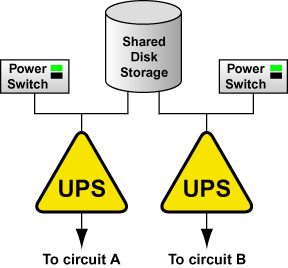 Shared
Disk
Storage
Power
Switch
Power
Switch
UPS
UPS
To circuit A
To circuit B